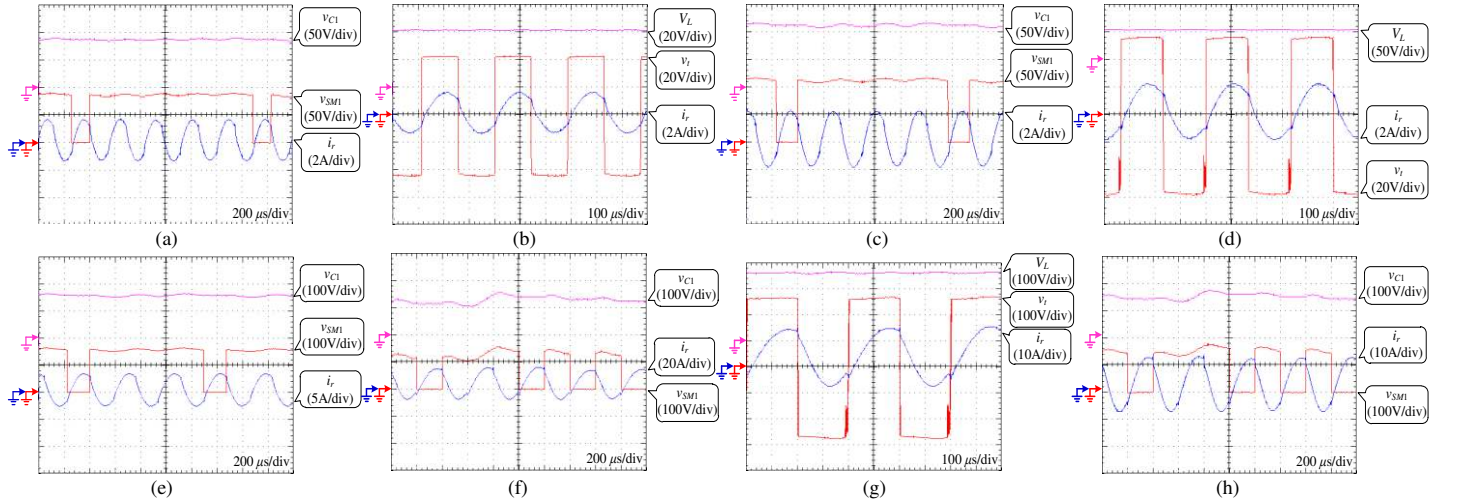 v_C1
(50V/div)
v_SM1
(50V/div)
i_r
(2A/div)
200 μs/div
(a)
V_L
(20V/div)
v_t
(20V/div)
i_r
(2A/div)
100 μs/div
(b)
v_C1
(50V/div)
v_SM1
(50V/div)
i_r
(2A/div)
200 μs/div
(c)
V_L
(50V/div)
i_r
(2A/div)
v_t
(20V/div)
100 μs/div
(d)
v_C1
(100V/div)
v_SM1
(100V/div)
i_r
(5A/div)
200 μs/div
(e)
v_C1
(100V/div)
i_r
(20A/div)
v_SM1
(100V/div)
200 μs/div
(f)
V_L
(100V/div)
v_t
(100V/div)
i_r
(10A/div)
100 μs/div
(g)
v_C1
(100V/div)
i_r
(10A/div)
v_SM1
(100V/div)
200 μs/div
(h)